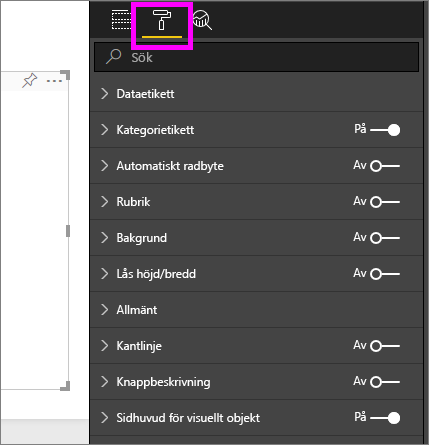 Sök
Dataetikett
Kategorietikett På
Automatiskt radbyte Av
Rubrik Av
Bakgrund Av
Lås höjd/bredd Av
Allmänt
Kantlinje Av
Knappbeskrivning Av
Sidhuvud för visuellt objekt På